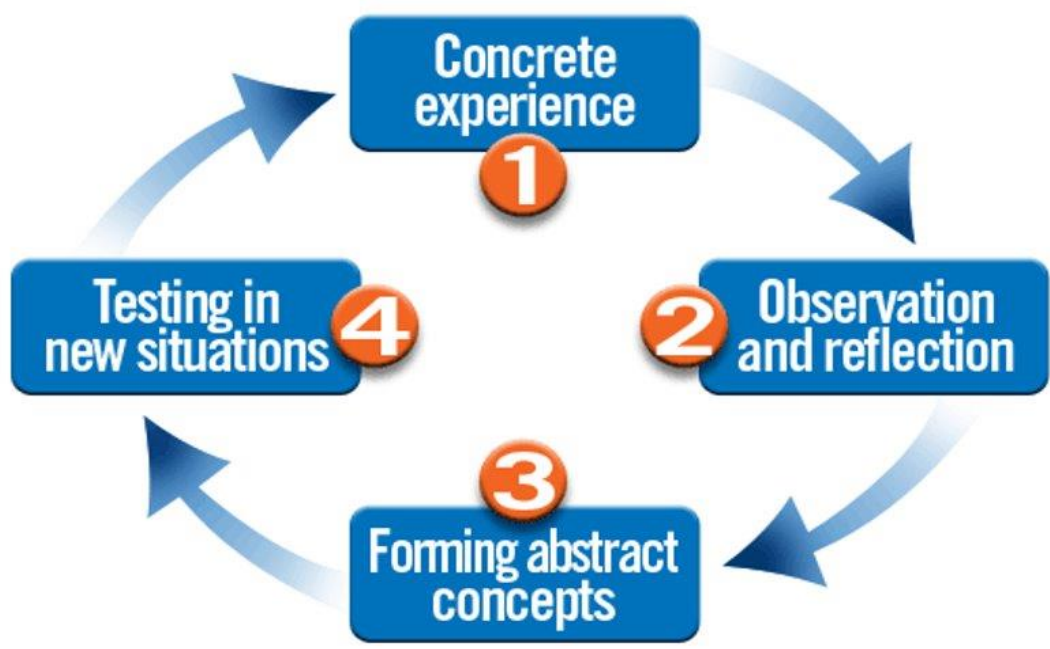 Concrete
experience
1
2
Observation
and reflection
3
Forming abstract
concepts
4
Testing in
new situations